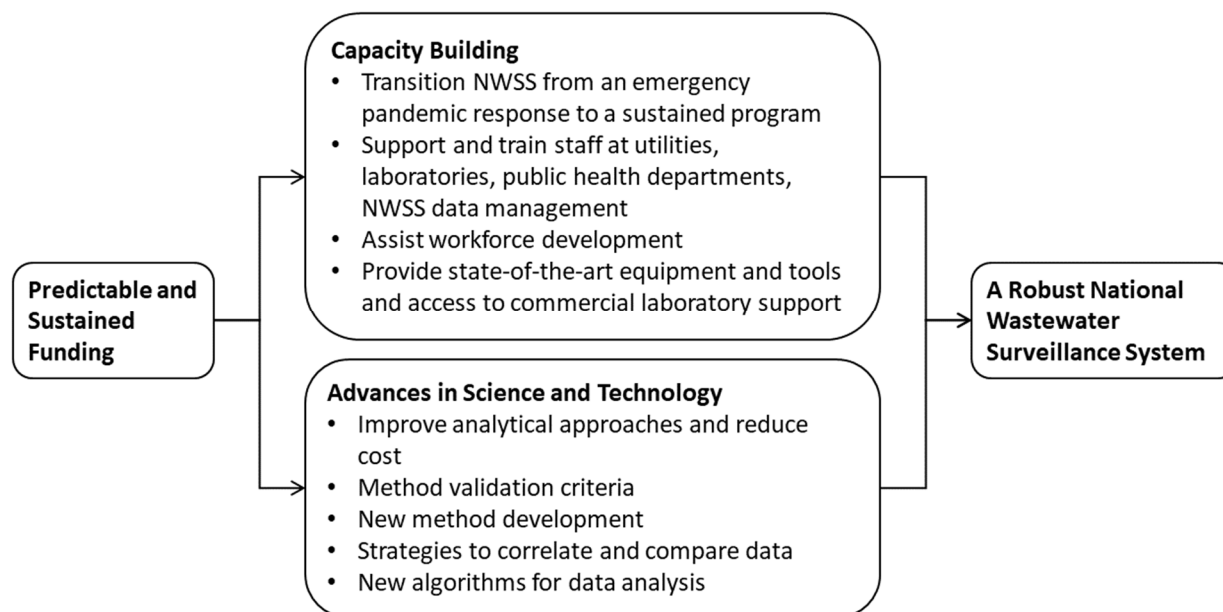 Predictable and
Sustained
Funding
Capacity Building
• Transition NWSS from an emergency
pandemic response to a sustained program
• Support and train staff at utilities,
laboratories, public health departments,
NWSS data management
• Assist workforce development
• Provide state-of-the-art equipment and tools
and access to commercial laboratory support
Advances in Science and Technology
• Improve analytical approaches and reduce
cost
• Method validation criteria
• New method development
• Strategies to correlate and compare data
• New algorithms for data analysis
A Robust National
Wastewater
Surveillance System